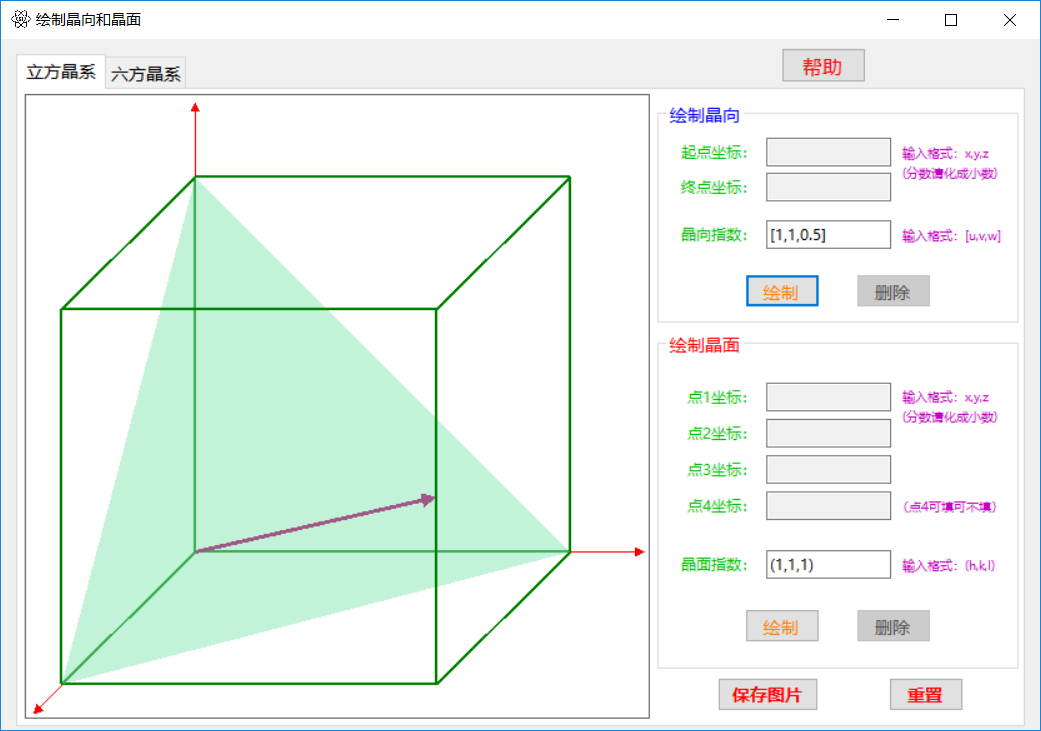 绘制晶向和晶面
立方晶系
六方晶系
帮助
绘制晶向
起点坐标：
输入格式：x,y,z
(分数请化成小数)
终点坐标：
晶向指数：
[1,1,0.5]
输入格式：[u,v,w]
绘制
删除
绘制晶面
点1坐标：
输入格式：x,y,z
(分数请化成小数)
点2坐标：
点3坐标：
点4坐标：
(点4可填可不填)
晶面指数：
(1,1,1)
输入格式：(h,k,l)
绘制
删除
保存图片
重置